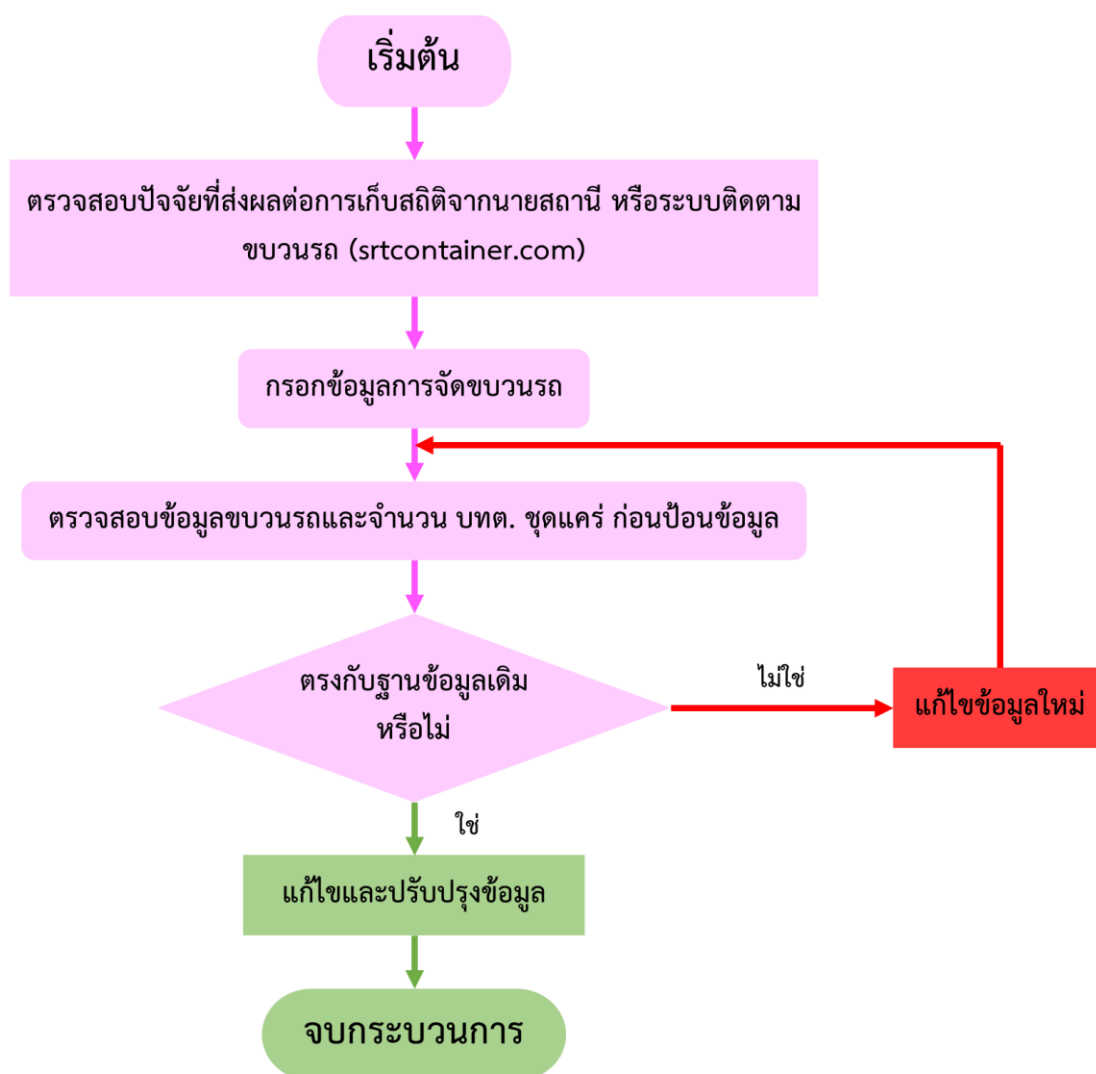 เริ่มต้น
ตรวจสอบปัจจัยที่ส่งผลต่อการเก็บสถิติจากนายสถานี หรือระบบติดตาม
ขบวนรถ (srtcontainer.com)
กรอกข้อมูลการจัดขบวนรถ
ตรวจสอบข้อมูลขบวนรถและจำนวน บทต. ชุดแคร่ ก่อนป้อนข้อมูล
ตรงกับฐานข้อมูลเดิม
หรือไม่
ไม่ใช่
แก้ไขข้อมูลใหม่
ใช่
แก้ไขและปรับปรุงข้อมูล
จบกระบวนการ